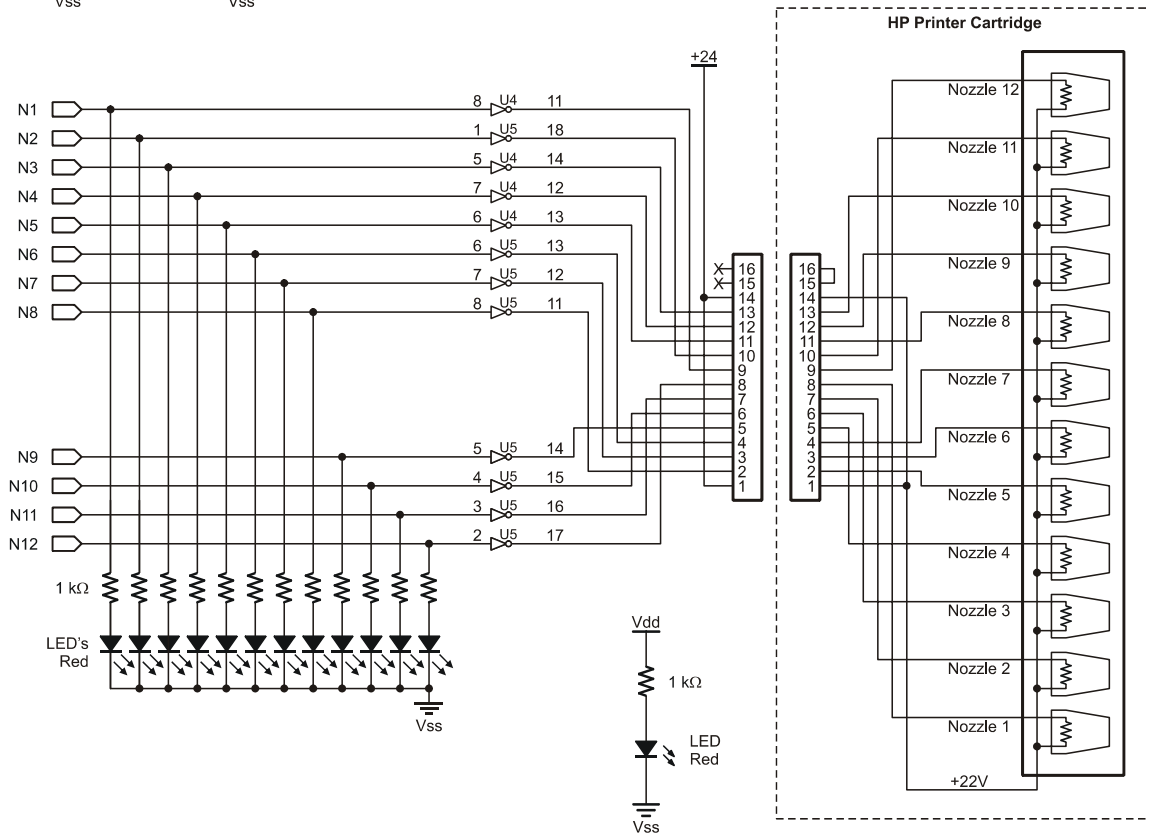 Vss Vss
HP Printer Cartridge
+24
N1 8 U4 11
N2 1 U5 18
N3 5 U4 14
N4 7 U4 12
N5 6 U4 13
N6 6 U5 13
N7 7 U5 12
N8 8 U5 11
N9 5 U5 14
N10 4 U5 15
N11 3 U5 16
N12 2 U5 17
X 16
X 15
14
13
12
11
10
9
8
7
6
5
4
3
2
1
16
15
14
13
12
11
10
9
8
7
6
5
4
3
2
1
Nozzle 12
Nozzle 11
Nozzle 10
Nozzle 9
Nozzle 8
Nozzle 7
Nozzle 6
Nozzle 5
Nozzle 4
Nozzle 3
Nozzle 2
Nozzle 1
+22V
1 kΩ
LED's
Red
Vss
Vdd
1 kΩ
LED
Red
Vss